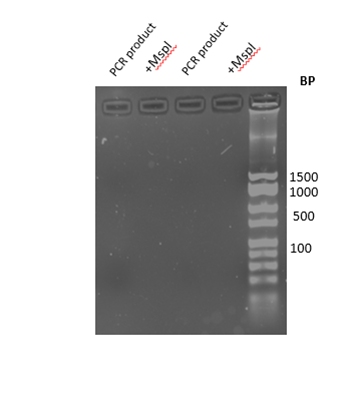 PCR product
+MspI
PCR product
+MspI
BP
1500
1000
500
100